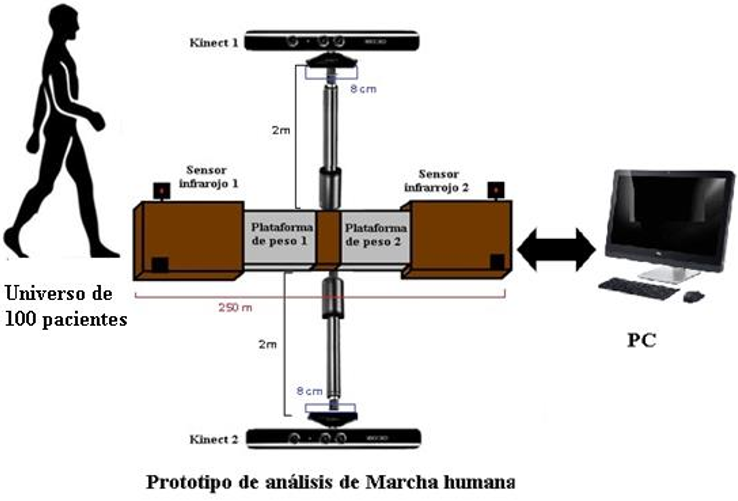 Kinect 1
8 cm
2m
Sensor
infrarojo 1
Sensor
infrarrojo 2
Plataforma
de peso 1
Plataforma
de peso 2
Universo de
100 pacientes
250 m
PC
2m
8 cm
Kinect 2
Prototipo de análisis de Marcha humana